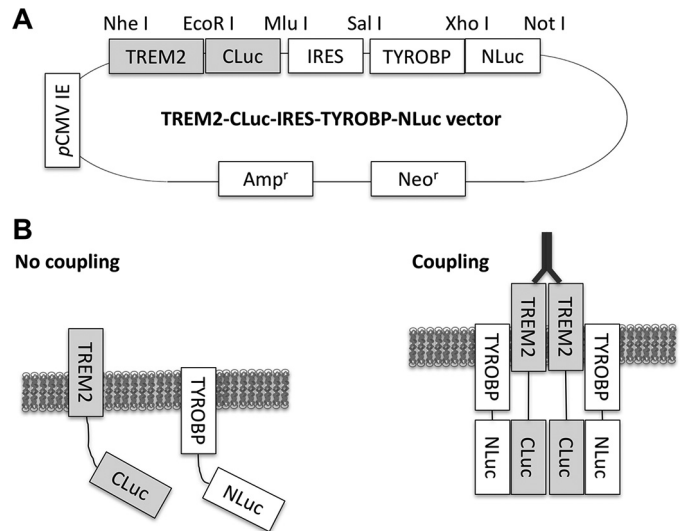 A
Nhe I EcoR I Mlu I Sal I Xho I Not I
TREM2 CLuc IRES TYROBP NLuc
pCMV IE
TREM2-CLuc-IRES-TYROBP-NLuc vector
Ampʳ Neoʳ
B
No coupling
Coupling
TREM2
TYROBP
CLuc
NLuc
TYROBP TREM2 TREM2 TYROBP
NLuc CLuc CLuc NLuc